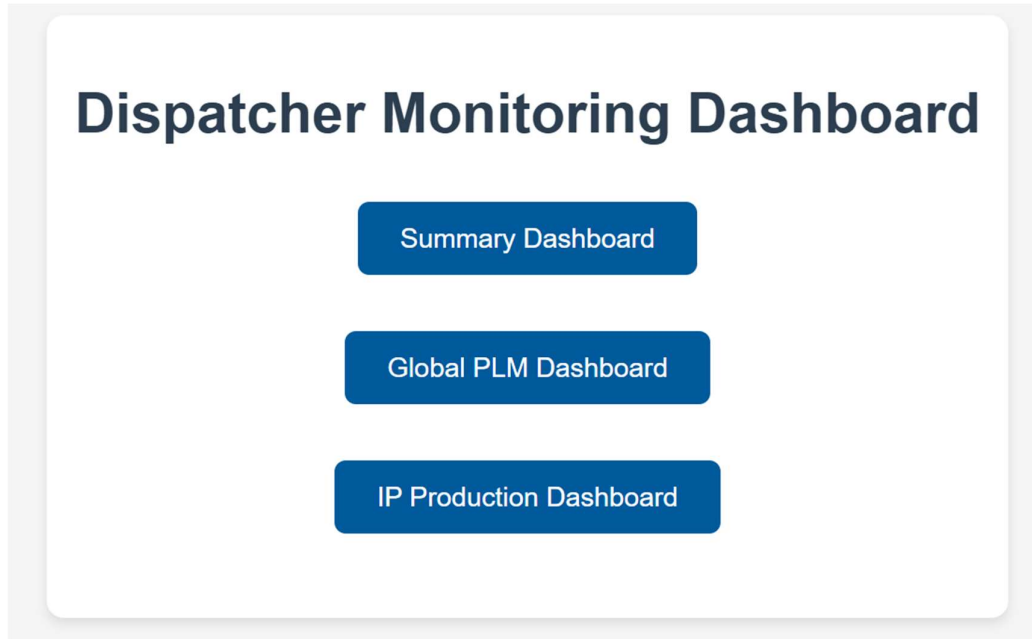 Dispatcher Monitoring Dashboard
Summary Dashboard
Global PLM Dashboard
IP Production Dashboard